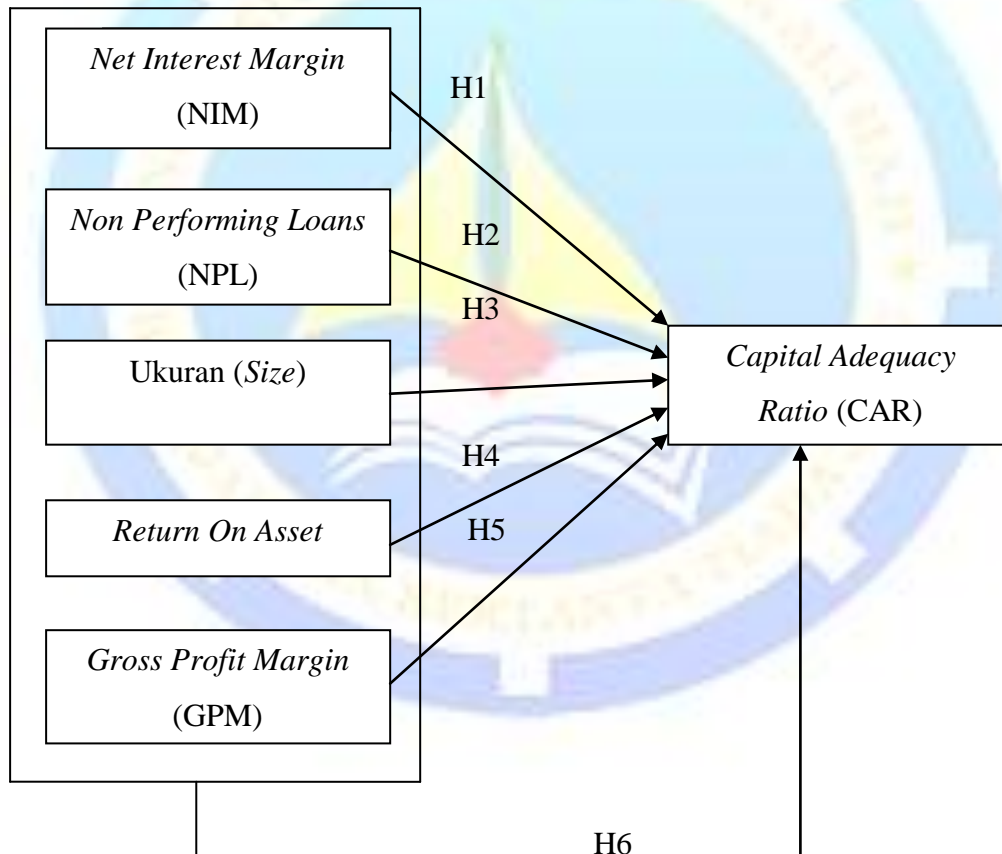 Net Interest Margin
(NIM)
H1
Non Performing Loans
(NPL)
H2
H3
Ukuran (Size)
Capital Adequacy
Ratio (CAR)
H4
Return On Asset
H5
Gross Profit Margin
(GPM)
H6